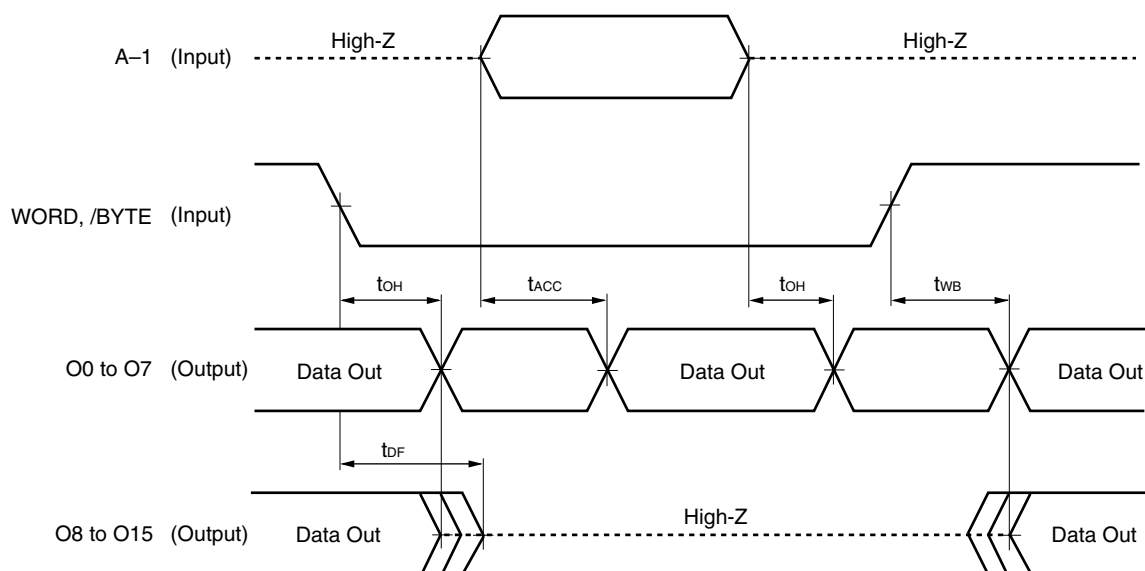 High-Z High-Z
A–1 (Input)
WORD, /BYTE (Input)
tOH tACC tOH tWB
O0 to O7 (Output) Data Out Data Out Data Out
tDF
High-Z
O8 to O15 (Output) Data Out Data Out